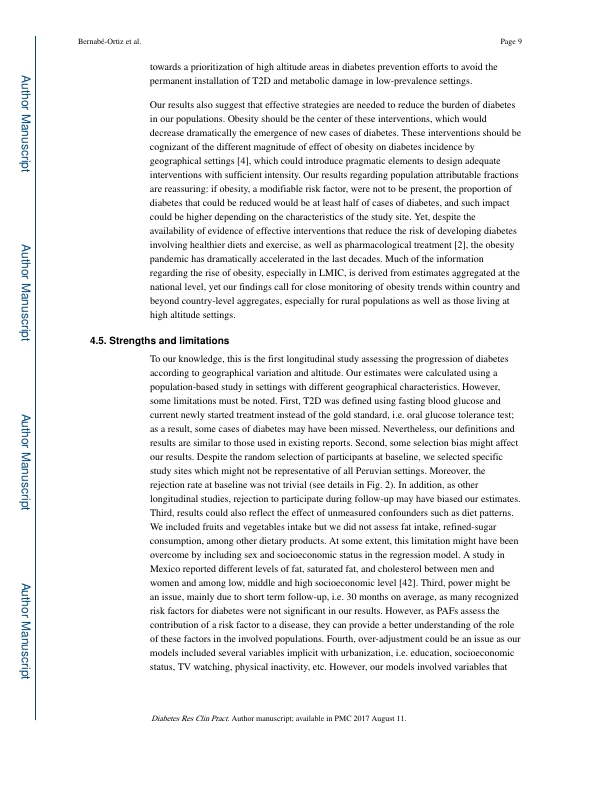 Bernabé-Ortiz et al. Page 9
towards a prioritization of high altitude areas in diabetes prevention efforts to avoid the
permanent installation of T2D and metabolic damage in low-prevalence settings.
Our results also suggest that effective strategies are needed to reduce the burden of diabetes
in our populations. Obesity should be the center of these interventions, which would
decrease dramatically the emergence of new cases of diabetes. These interventions should be
cognizant of the different magnitude of effect of obesity on diabetes incidence by
geographical settings [4], which could introduce pragmatic elements to design adequate
interventions with sufficient intensity. Our results regarding population attributable fractions
are reassuring: if obesity, a modifiable risk factor, were not to be present, the proportion of
diabetes that could be reduced would be at least half of cases of diabetes, and such impact
could be higher depending on the characteristics of the study site. Yet, despite the
availability of evidence of effective interventions that reduce the risk of developing diabetes
involving healthier diets and exercise, as well as pharmacological treatment [2], the obesity
pandemic has dramatically accelerated in the last decades. Much of the information
regarding the rise of obesity, especially in LMIC, is derived from estimates aggregated at the
national level, yet our findings call for close monitoring of obesity trends within country and
beyond country-level aggregates, especially for rural populations as well as those living at
high altitude settings.
4.5. Strengths and limitations
To our knowledge, this is the first longitudinal study assessing the progression of diabetes
according to geographical variation and altitude. Our estimates were calculated using a
population-based study in settings with different geographical characteristics. However,
some limitations must be noted. First, T2D was defined using fasting blood glucose and
current newly started treatment instead of the gold standard, i.e. oral glucose tolerance test;
as a result, some cases of diabetes may have been missed. Nevertheless, our definitions and
results are similar to those used in existing reports. Second, some selection bias might affect
our results. Despite the random selection of participants at baseline, we selected specific
study sites which might not be representative of all Peruvian settings. Moreover, the
rejection rate at baseline was not trivial (see details in Fig. 2). In addition, as other
longitudinal studies, rejection to participate during follow-up may have biased our estimates.
Third, results could also reflect the effect of unmeasured confounders such as diet patterns.
We included fruits and vegetables intake but we did not assess fat intake, refined-sugar
consumption, among other dietary products. At some extent, this limitation might have been
overcome by including sex and socioeconomic status in the regression model. A study in
Mexico reported different levels of fat, saturated fat, and cholesterol between men and
women and among low, middle and high socioeconomic level [42]. Third, power might be
an issue, mainly due to short term follow-up, i.e. 30 months on average, as many recognized
risk factors for diabetes were not significant in our results. However, as PAFs assess the
contribution of a risk factor to a disease, they can provide a better understanding of the role
of these factors in the involved populations. Fourth, over-adjustment could be an issue as our
models included several variables implicit with urbanization, i.e. education, socioeconomic
status, TV watching, physical inactivity, etc. However, our models involved variables that
Diabetes Res Clin Pract. Author manuscript; available in PMC 2017 August 11.
Author Manuscript
Author Manuscript
Author Manuscript
Author Manuscript